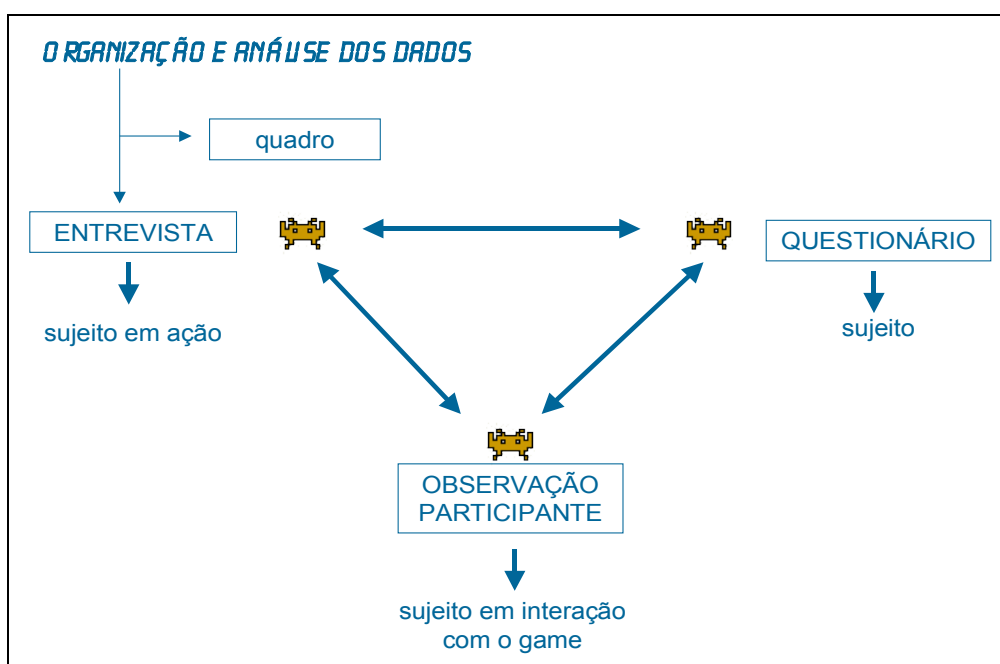 ORGANIZAÇÃO E ANÁLISE DOS DADOS
quadro
ENTREVISTA
QUESTIONÁRIO
sujeito em ação
sujeito
OBSERVAÇÃO
PARTICIPANTE
sujeito em interação
com o game